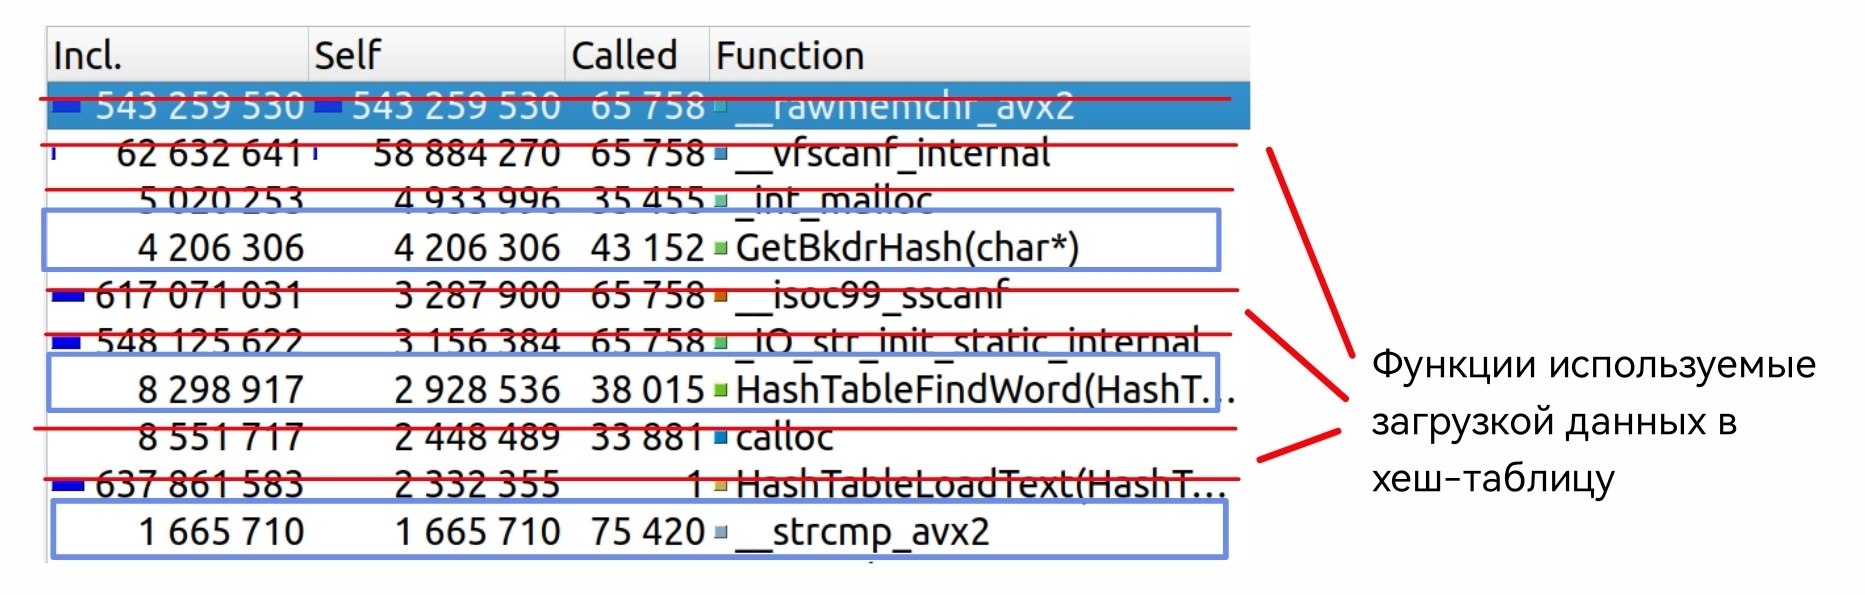 Incl. Self Called Function
543 259 530 543 259 530 65 758 __rawmemchr_avx2
62 632 641 58 884 270 65 758 __vfscanf_internal
5 020 253 4 933 996 35 455 _int_malloc
4 206 306 4 206 306 43 152 GetBkdrHash(char*)
617 071 031 3 287 900 65 758 __isoc99_sscanf
548 125 622 3 156 384 65 758 _IO_str_init_static_internal
8 298 917 2 928 536 38 015 HashTableFindWord(HashT...
8 551 717 2 448 489 33 881 calloc
637 861 583 2 332 355 1 HashTableLoadText(HashT...
1 665 710 1 665 710 75 420 __strcmp_avx2
Функции используемые
загрузкой данных в
хеш-таблицу